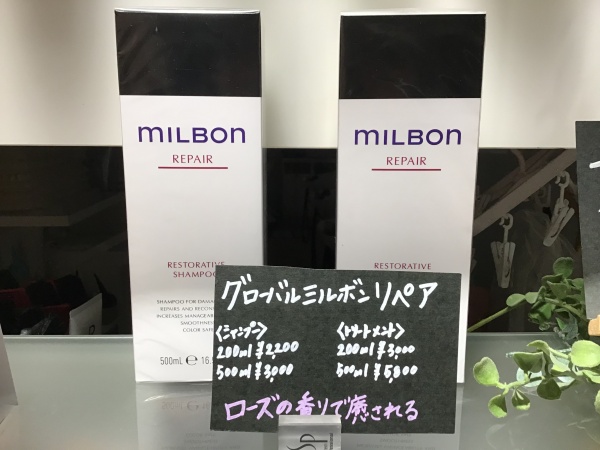 MILBON
REPAIR
RESTORATIVE
SHAMPOO
500mL ℮
MILBON
REPAIR
RESTORATIVE
グローバルミルボンリペア
<シャンプー>
200ml ¥2,200
500ml ¥3,000
<トリートメント>
200ml ¥3,000
500ml ¥5,800
ローズの香りで癒される